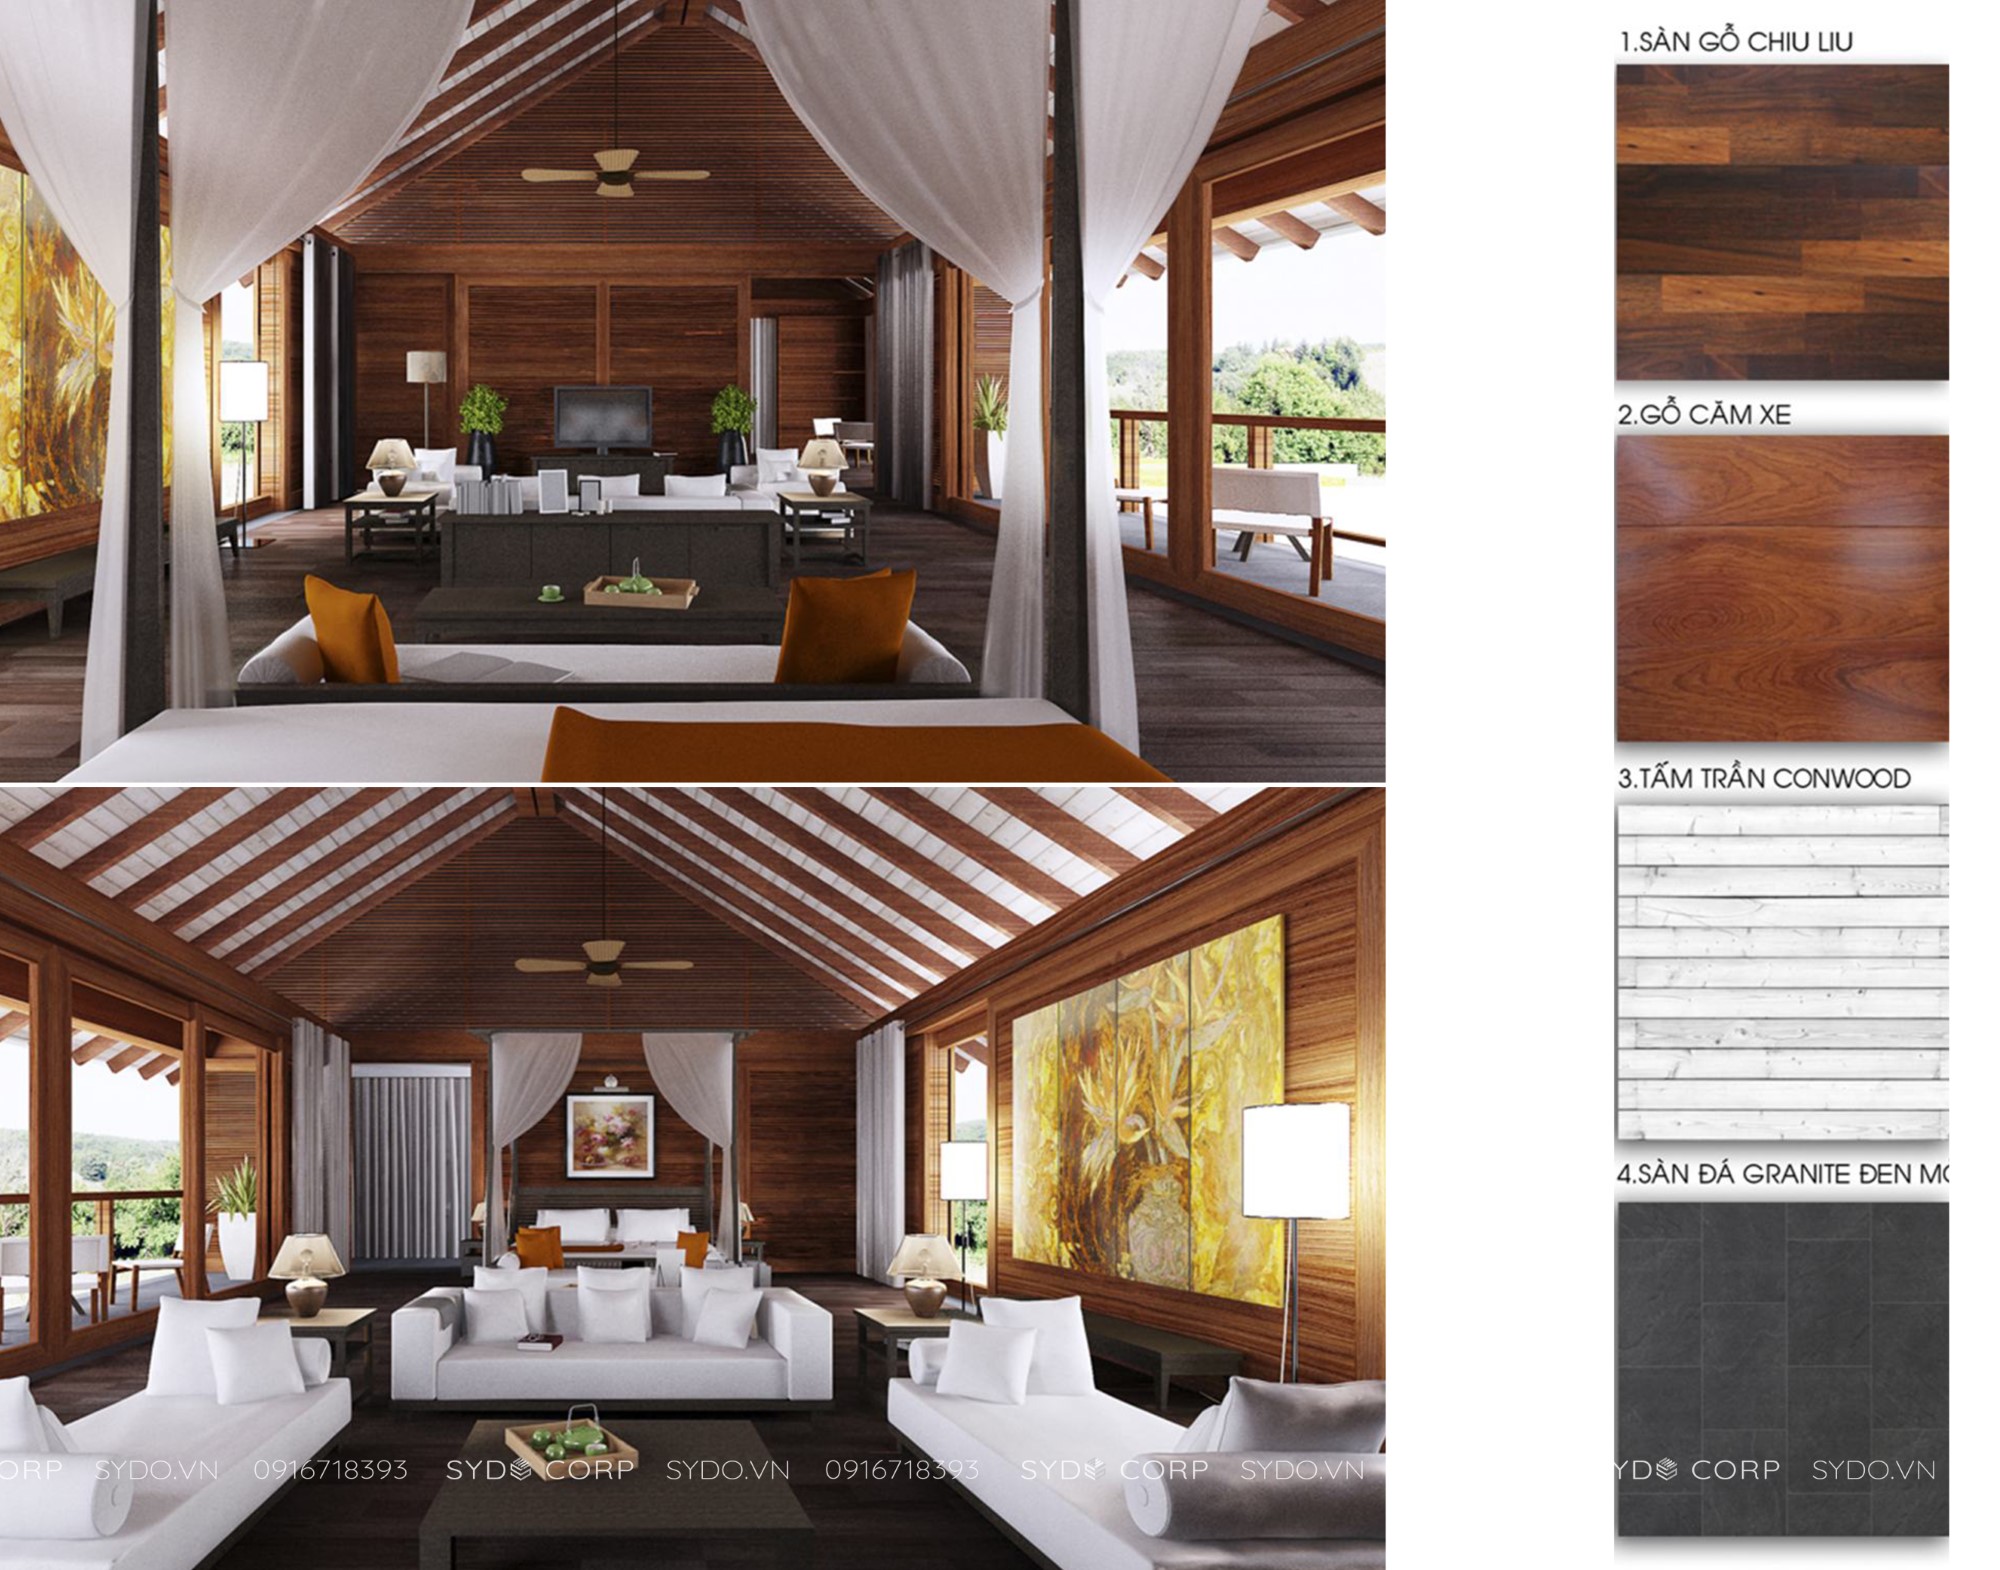 1.SÀN GỖ CHIU LIU
2.GỖ CĂM XE
3.TẤM TRẦN CONWOOD
4.SÀN ĐÁ GRANITE ĐEN
CORP SYDO.VN 0916718393 SYDO CORP SYDO.VN 0916718393 SYDO CORP SYDO.VN
CORP SYDO.VN